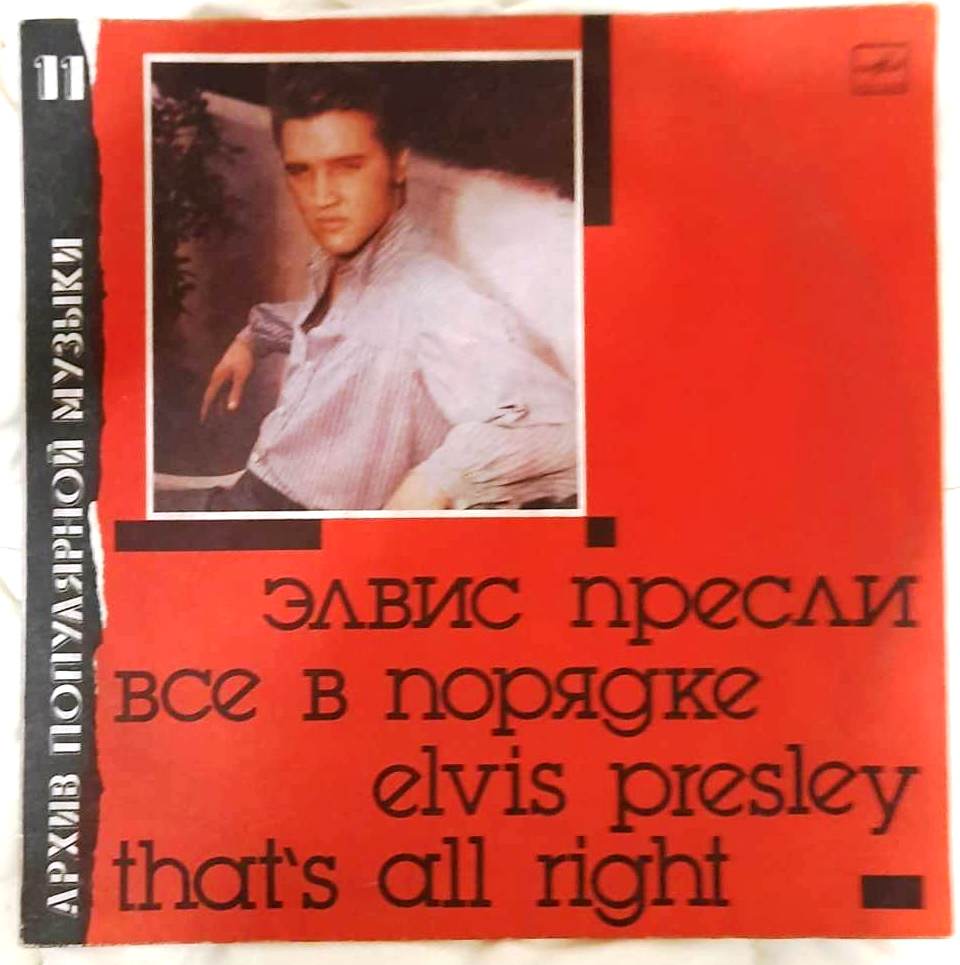 11
АРХИВ ПОПУЛЯРНОЙ МУЗЫКИ
элвис пресли
все в порядке
elvis presley
that's all right